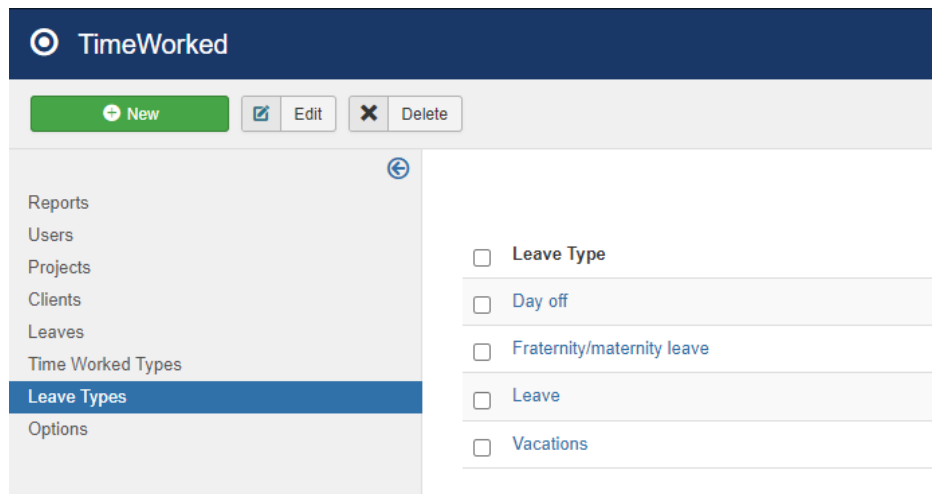 TimeWorked
New Edit Delete
Reports
Users
Projects
Clients
Leaves
Time Worked Types
Leave Types
Options
Leave Type
Day off
Fraternity/maternity leave
Leave
Vacations